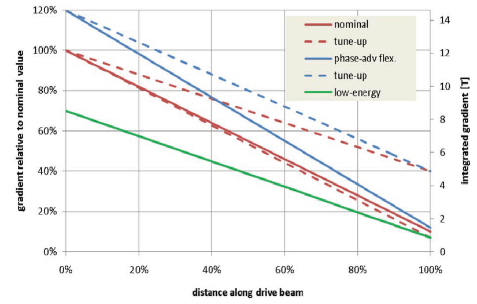 120%
100%
80%
60%
40%
20%
0%
gradient relative to nominal value
nominal
tune-up
phase-adv flex.
tune-up
low-energy
14
12
10
8
6
4
2
0
integrated gradient [T]
0%
20%
40%
60%
80%
100%
distance along drive beam